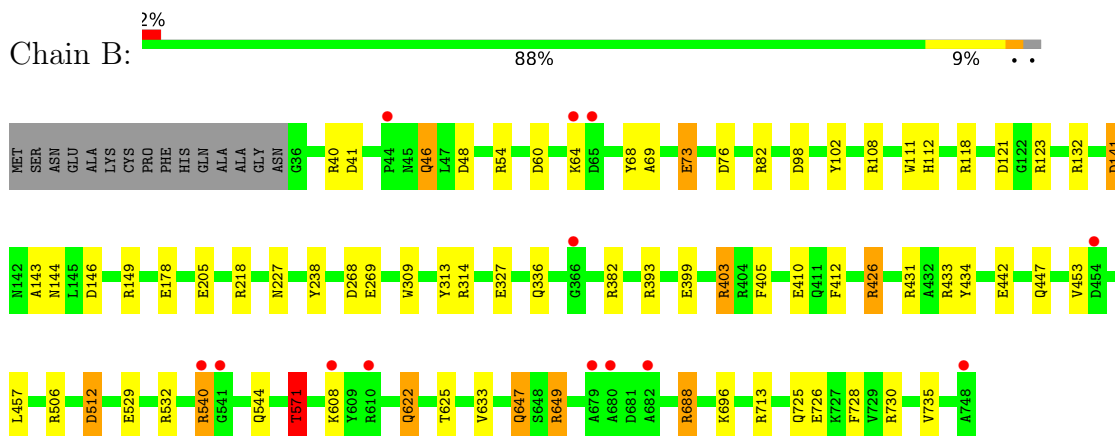 2%
Chain B:
88%
9%
• •
MET SER ASN GLU ALA LYS CYS PRO PHE HIS GLN ALA ALA GLY ASN G36 R40 D41 P44 N45 Q46 L47 D48 R54 D60 K64 D65 Y68 A69 E73 D76 R82 D98 Y102 R108 W111 H112 R118 D121 G122 R123 R132 D141
N142 A143 N144 L145 D146 R149 E178 E205 R218 N227 Y238 D268 E269 W309 Y313 R314 E327 Q336 G366 R382 R393 E399 R403 R404 F405 E410 Q411 F412 R426 R431 A432 R433 Y434 E442 Q447 V453 D454
L457 R506 D512 E529 R532 R540 G541 Q544 T571 K608 Y609 R610 Q622 T625 V633 Q647 S648 R649 A679 A680 D681 A682 R688 K696 R713 Q725 E726 K727 F728 V729 R730 V735 A748